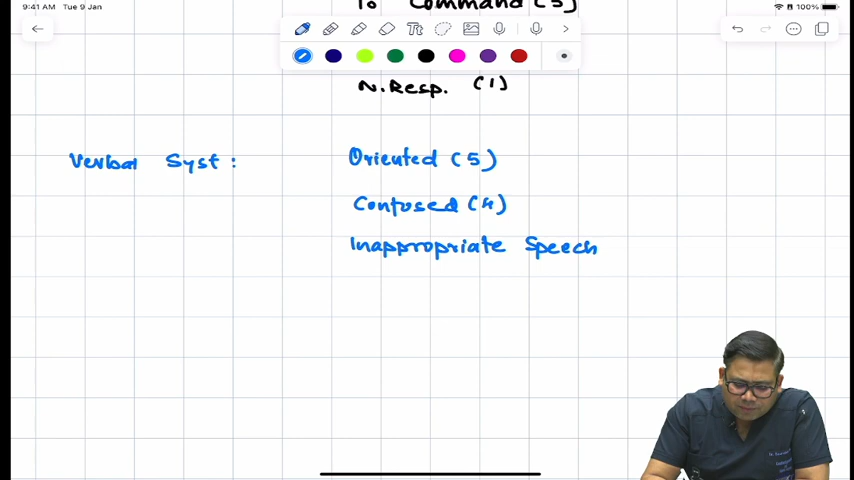 9:41 AM Tue 9 Jan
100%
To Command (3)
N.Resp. (1)
Verbal Syst :
Oriented (5)
Confused (4)
Inappropriate Speech